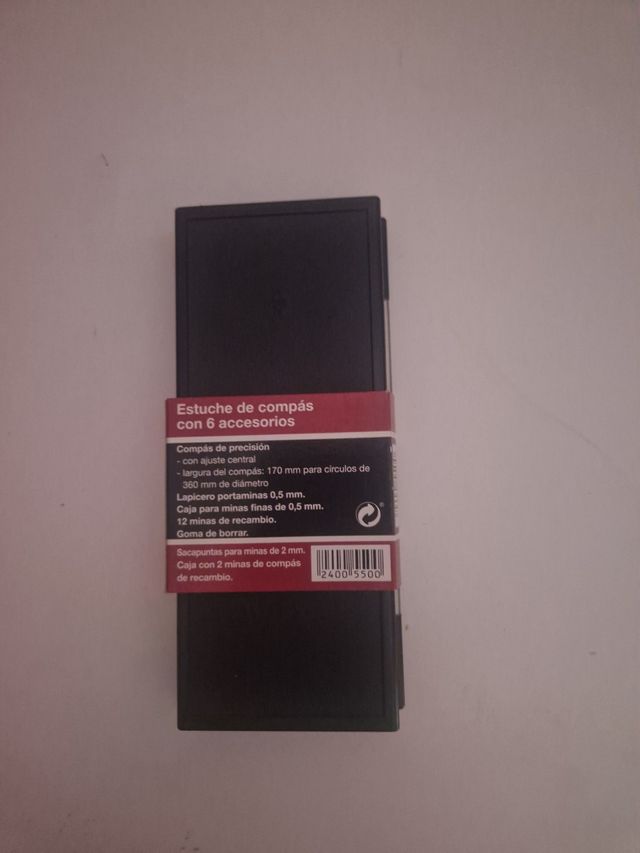 Estuche de compás
con 6 accesorios
Compás de precisión
- con ajuste central
- largura del compás: 170 mm para círculos de
360 mm de diámetro
Lapicero portaminas 0,5 mm.
Caja para minas finas de 0,5 mm.
12 minas de recambio.
Goma de borrar.
Sacapuntas para minas de 2 mm.
Caja con 2 minas de compás
de recambio.
2400 5500